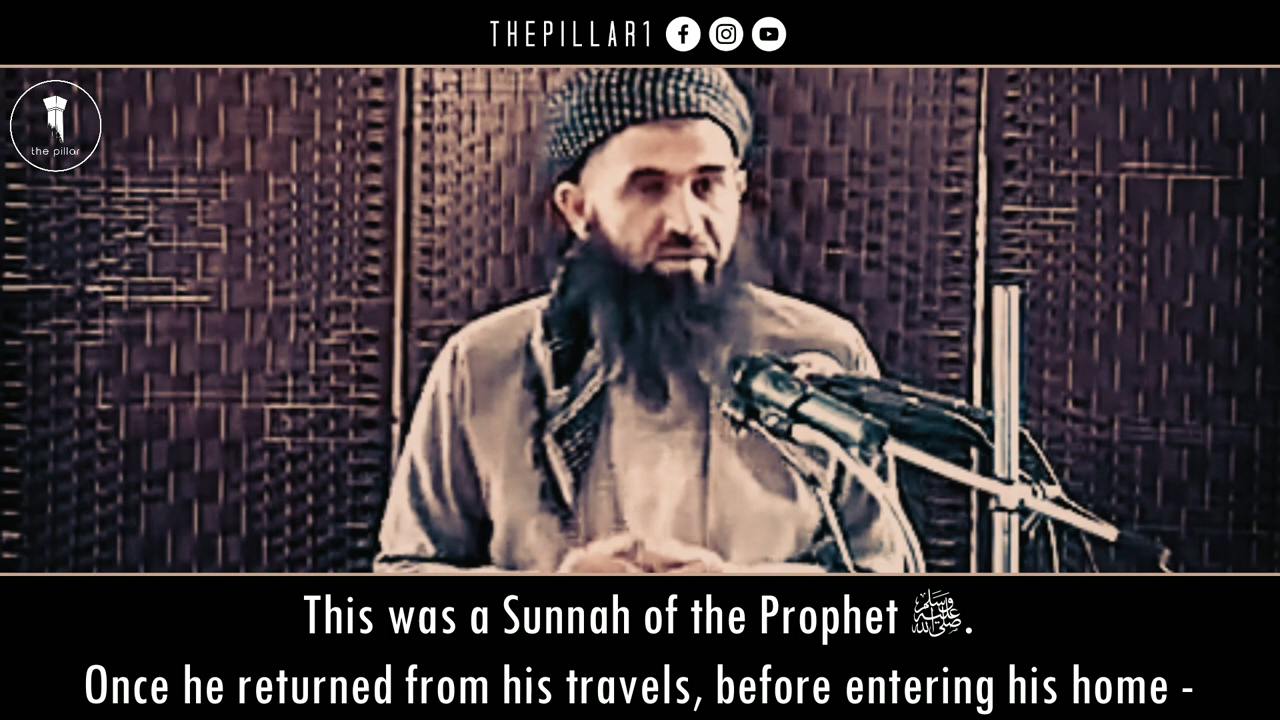 THEPILLAR1
the pillar
This was a Sunnah of the Prophet ﷺ.
Once he returned from his travels, before entering his home -